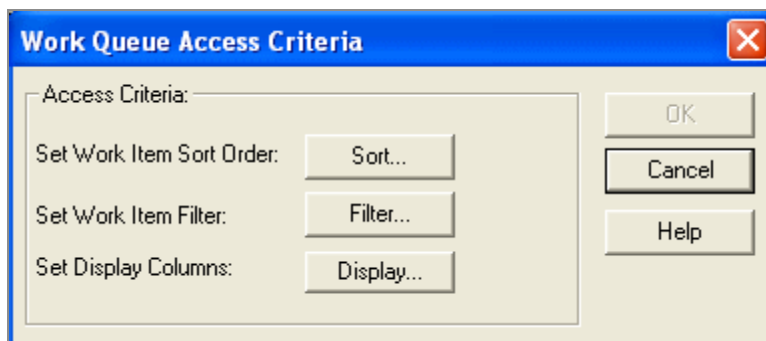 Work Queue Access Criteria
Access Criteria:
OK
Set Work Item Sort Order: Sort...
Cancel
Set Work Item Filter: Filter...
Help
Set Display Columns: Display...